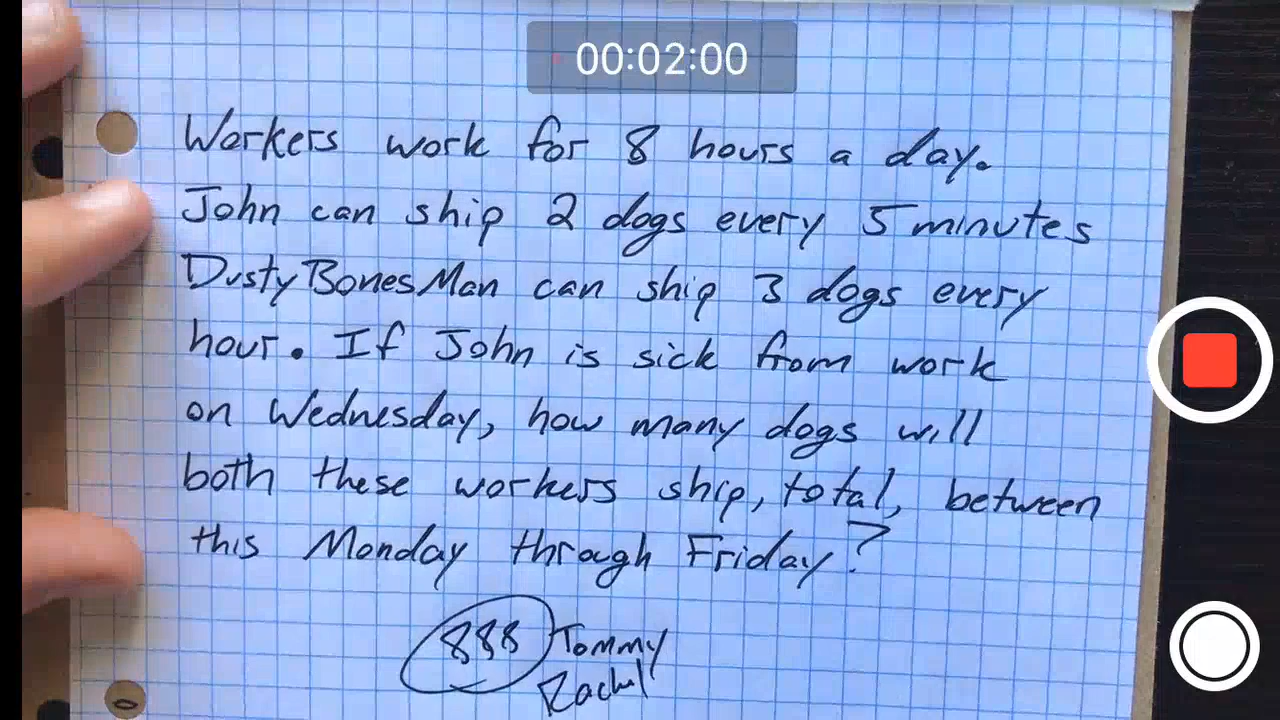 00:02:00
Workers work for 8 hours a day.
John can ship 2 dogs every 5 minutes
DustyBonesMan can ship 3 dogs every
hour. If John is sick from work
on Wednesday, how many dogs will
both these workers ship, total, between
this Monday through Friday?
888 Tommy
Rachel